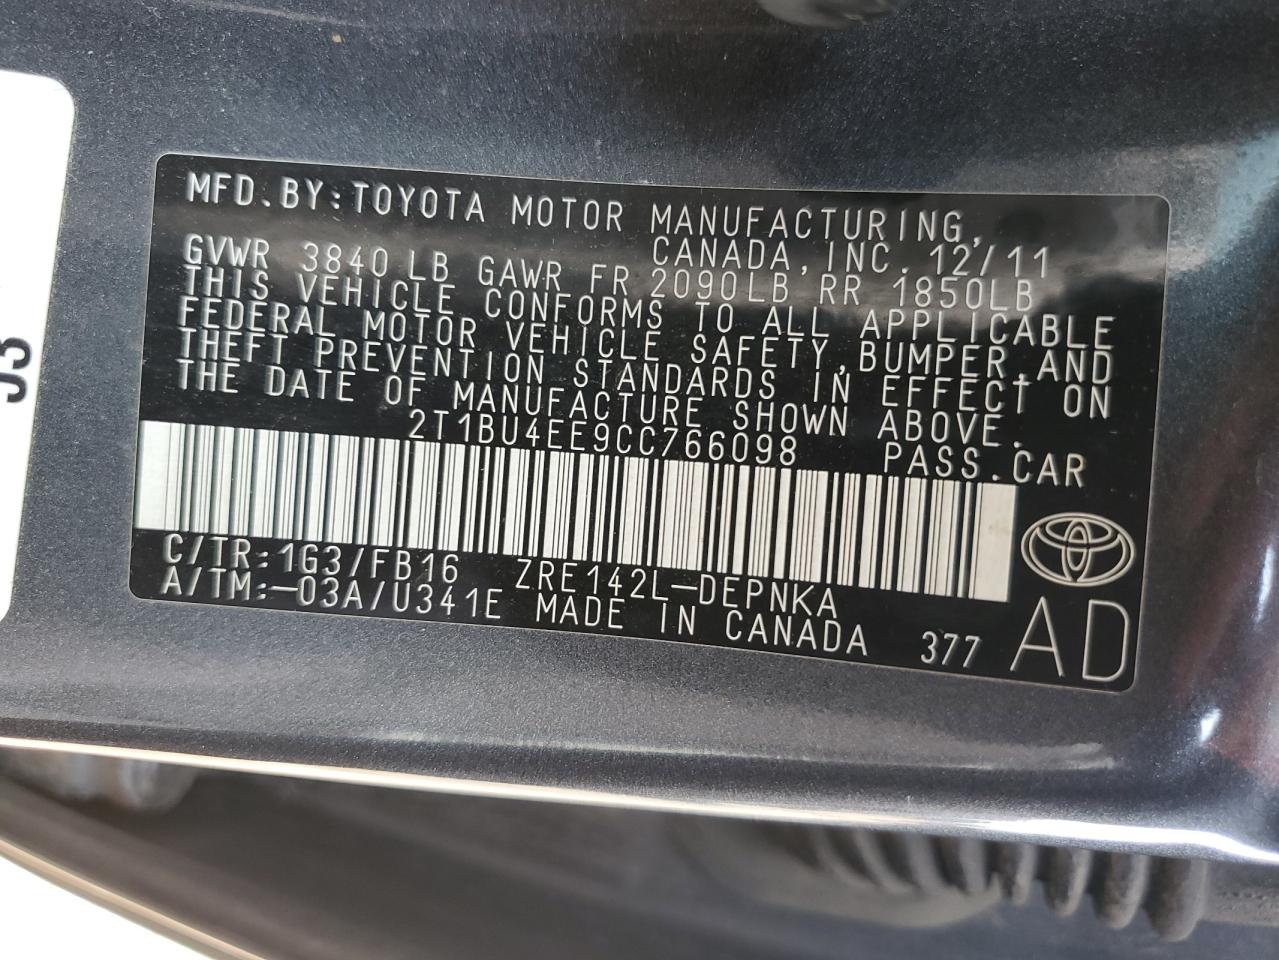 MFD.BY:TOYOTA MOTOR MANUFACTURING,
CANADA,INC. 12/11
GVWR 3840 LB GAWR FR 2090LB RR 1850LB
THIS VEHICLE CONFORMS TO ALL APPLICABLE
FEDERAL MOTOR VEHICLE SAFETY,BUMPER,AND
THEFT PREVENTION STANDARDS IN EFFECT ON
THE DATE OF MANUFACTURE SHOWN ABOVE.
2T1BU4EE9CC766098 PASS.CAR
C/TR:1G3/FB16 ZRE142L-DEPNKA
A/TM:-03A/U341E MADE IN CANADA 377
AD